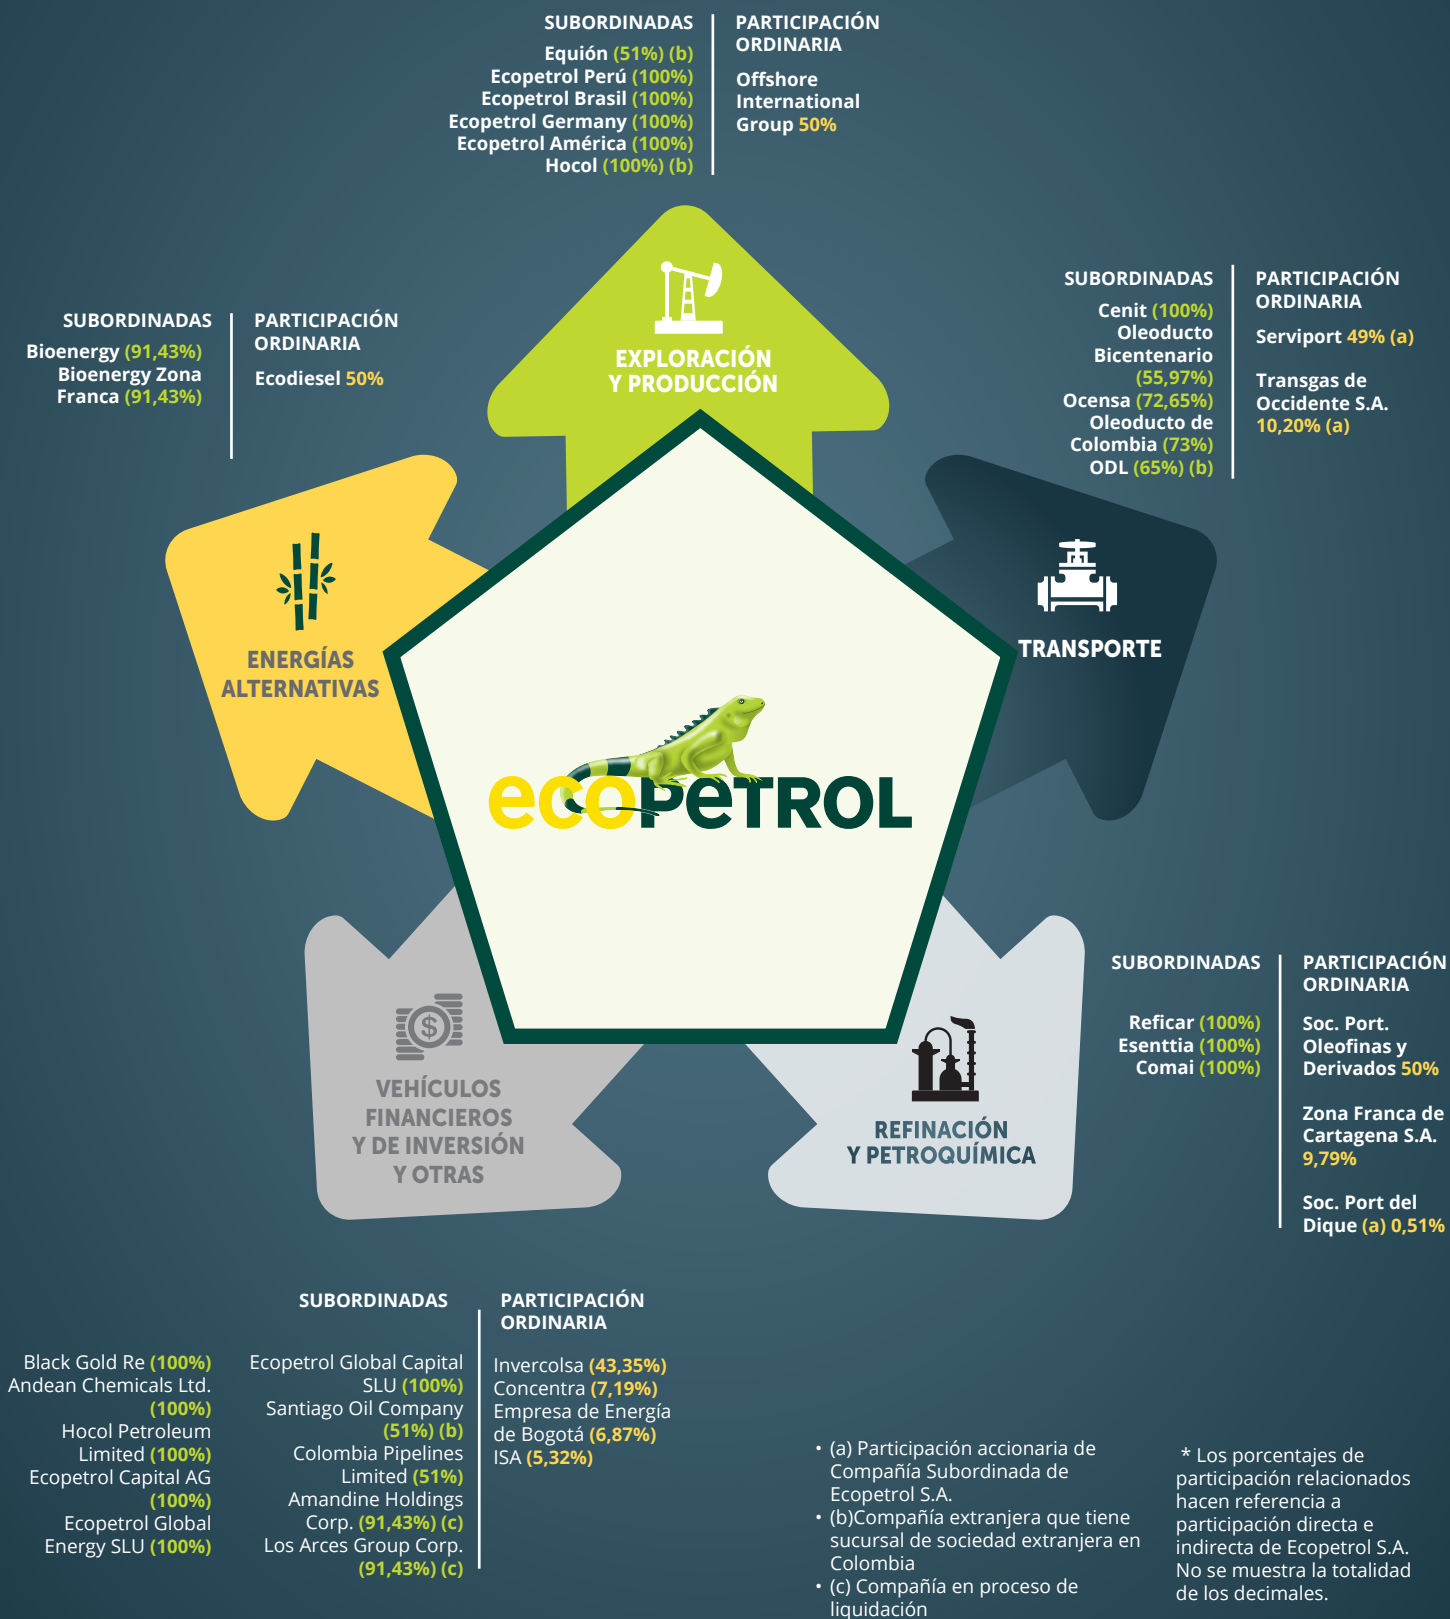 SUBORDINADAS
Equión (51%) (b)
Ecopetrol Perú (100%)
Ecopetrol Brasil (100%)
Ecopetrol Germany (100%)
Ecopetrol América (100%)
Hocol (100%) (b)
PARTICIPACIÓN
ORDINARIA
Offshore
International
Group 50%
EXPLORACIÓN
Y PRODUCCIÓN
SUBORDINADAS
Bioenergy (91,43%)
Bioenergy Zona
Franca (91,43%)
PARTICIPACIÓN
ORDINARIA
Ecodiesel 50%
ENERGÍAS
ALTERNATIVAS
SUBORDINADAS
Cenit (100%)
Oleoducto
Bicentenario
(55,97%)
Ocensa (72,65%)
Oleoducto de
Colombia (73%)
ODL (65%) (b)
PARTICIPACIÓN
ORDINARIA
Serviport 49% (a)
Transgas de
Occidente S.A.
10,20% (a)
TRANSPORTE
ecopetrol
VEHÍCULOS
FINANCIEROS
Y DE INVERSIÓN
Y OTRAS
REFINACIÓN
Y PETROQUÍMICA
SUBORDINADAS
Reficar (100%)
Esenttia (100%)
Comai (100%)
PARTICIPACIÓN
ORDINARIA
Soc. Port.
Oleofinas y
Derivados 50%
Zona Franca de
Cartagena S.A.
9,79%
Soc. Port del
Dique (a) 0,51%
SUBORDINADAS
Black Gold Re (100%)
Andean Chemicals Ltd.
(100%)
Hocol Petroleum
Limited (100%)
Ecopetrol Capital AG
(100%)
Ecopetrol Global
Energy SLU (100%)
Ecopetrol Global Capital
SLU (100%)
Santiago Oil Company
(51%) (b)
Colombia Pipelines
Limited (51%)
Amandine Holdings
Corp. (91,43%) (c)
Los Arces Group Corp.
(91,43%) (c)
PARTICIPACIÓN
ORDINARIA
Invercolsa (43,35%)
Concentra (7,19%)
Empresa de Energía
de Bogotá (6,87%)
ISA (5,32%)
• (a) Participación accionaria de
Compañía Subordinada de
Ecopetrol S.A.
• (b)Compañía extranjera que tiene
sucursal de sociedad extranjera en
Colombia
• (c) Compañía en proceso de
liquidación
* Los porcentajes de
participación relacionados
hacen referencia a
participación directa e
indirecta de Ecopetrol S.A.
No se muestra la totalidad
de los decimales.